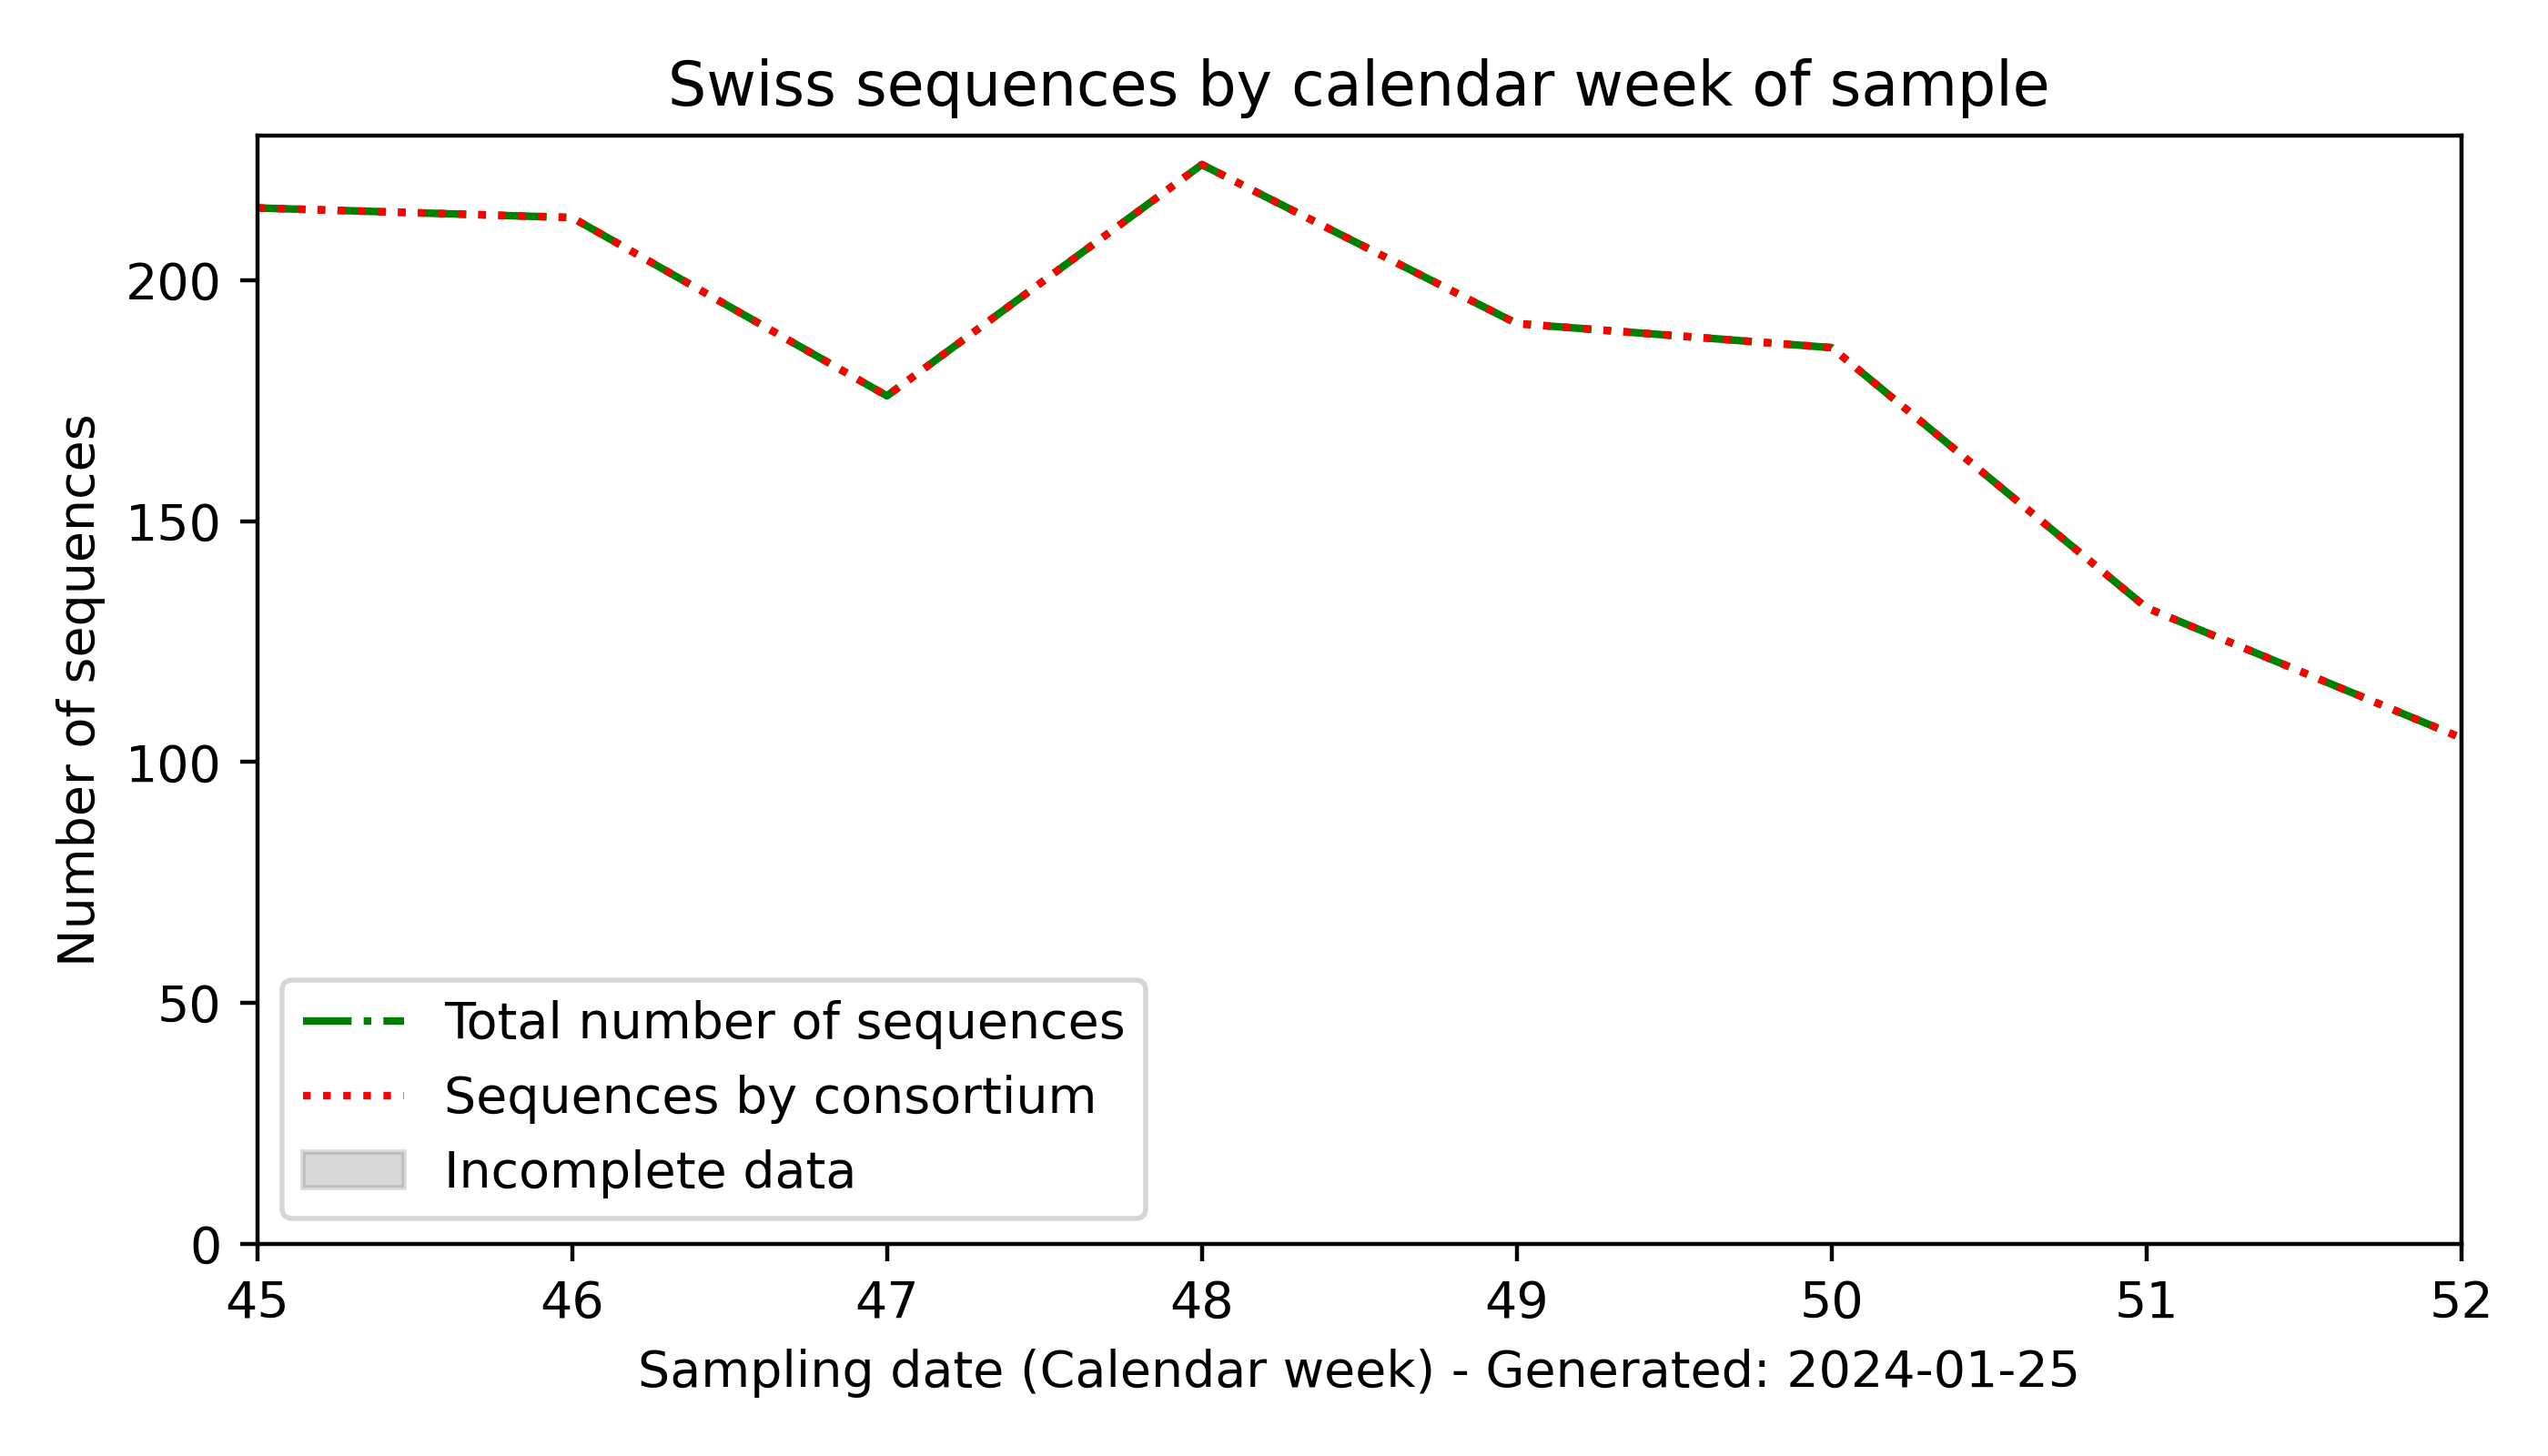 Swiss sequences by calendar week of sample
Number of sequences
200
150
100
50
0
Total number of sequences
Sequences by consortium
Incomplete data
45 46 47 48 49 50 51 52
Sampling date (Calendar week) - Generated: 2024-01-25